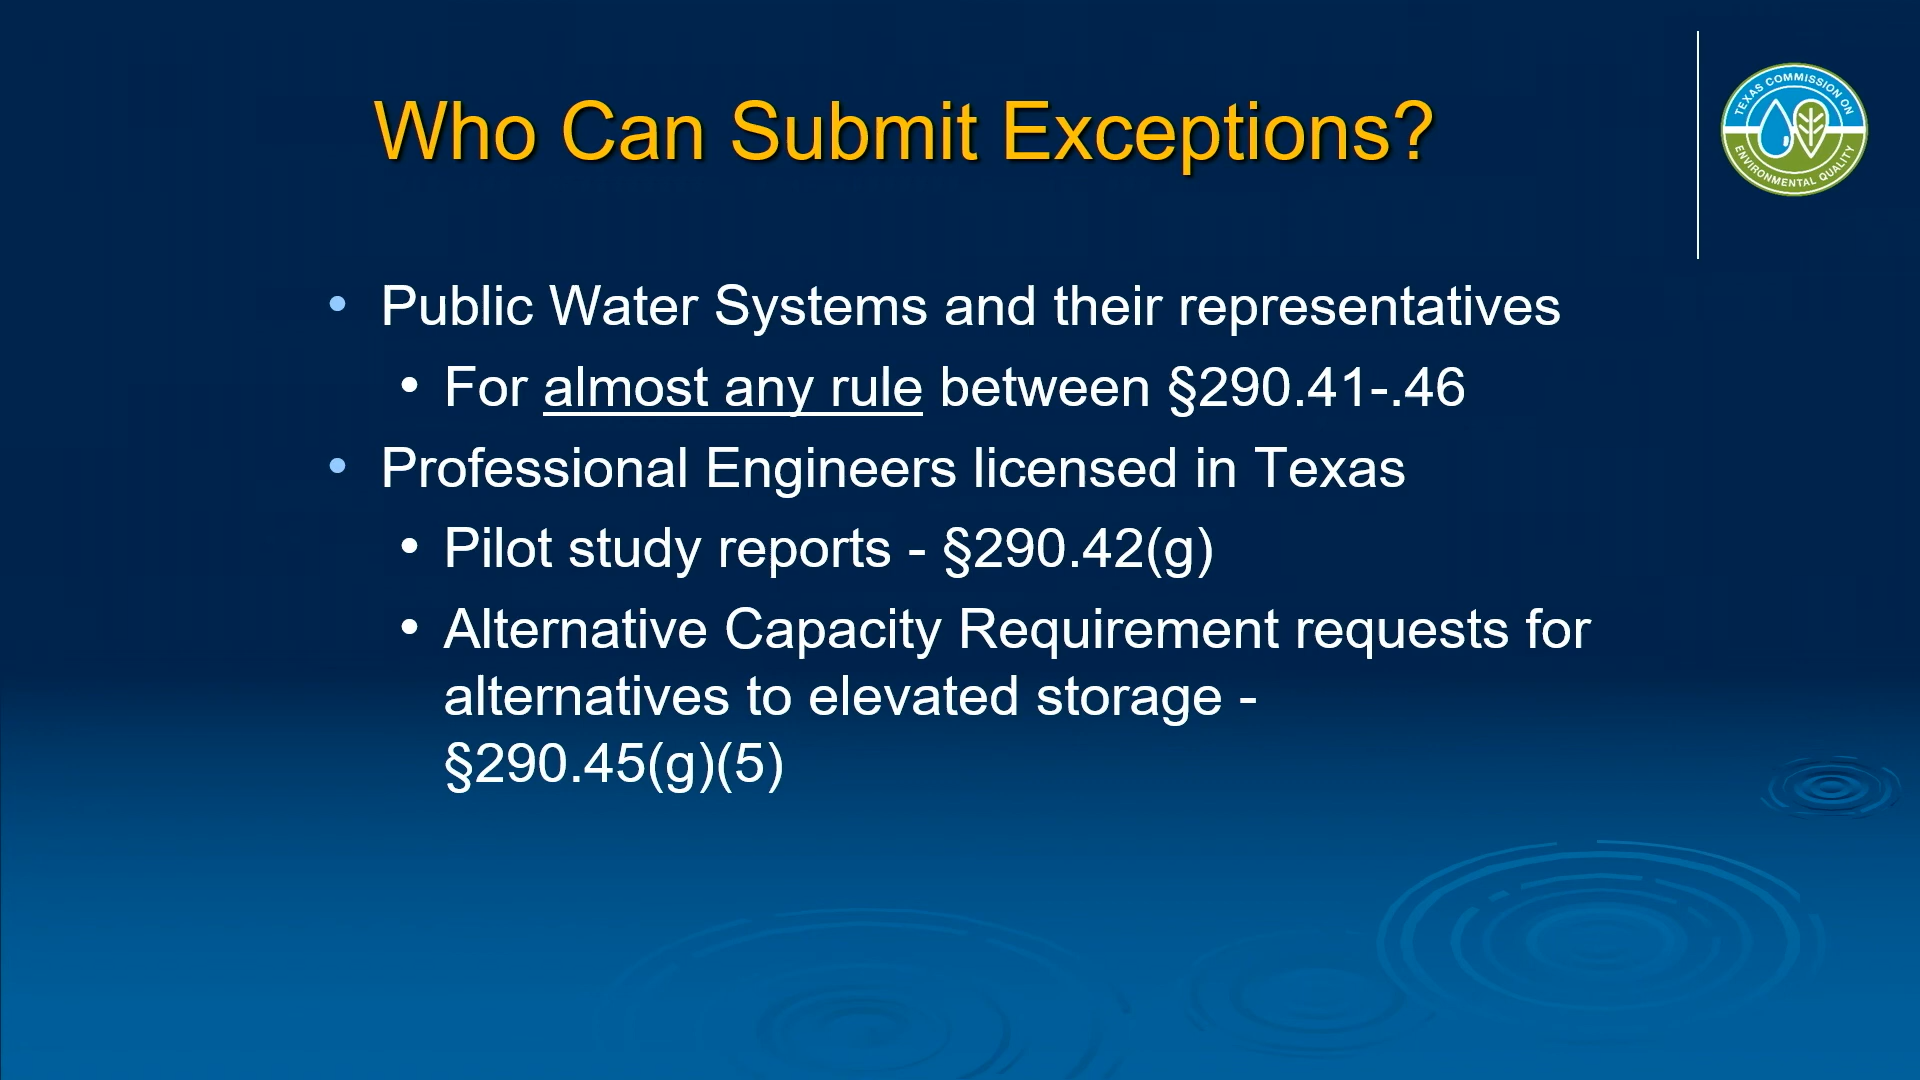 Who Can Submit Exceptions?
TEXAS COMMISSION ON
ENVIRONMENTAL QUALITY
• Public Water Systems and their representatives
• For almost any rule between §290.41-.46
• Professional Engineers licensed in Texas
• Pilot study reports - §290.42(g)
• Alternative Capacity Requirement requests for
alternatives to elevated storage -
§290.45(g)(5)